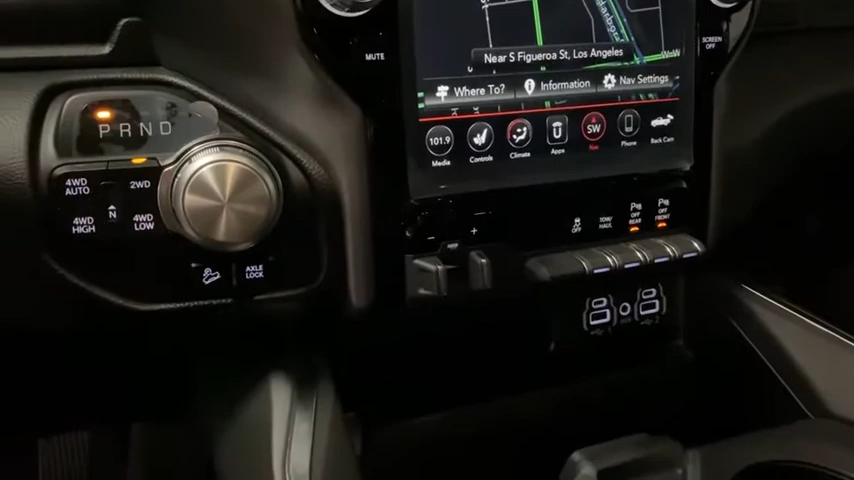 MUTE
SCREEN
OFF
Near S Figueroa St, Los Angeles
Where To?
Information
Nav Settings
101.9
SW
Media
Controls
Climate
Apps
Nav
Phone
Back Cam
P R N D
4WD
AUTO
2WD
4WD
HIGH
N
4WD
LOW
AXLE
LOCK
OFF
TOW/
HAUL
P
OFF
REAR
P
OFF
FRONT